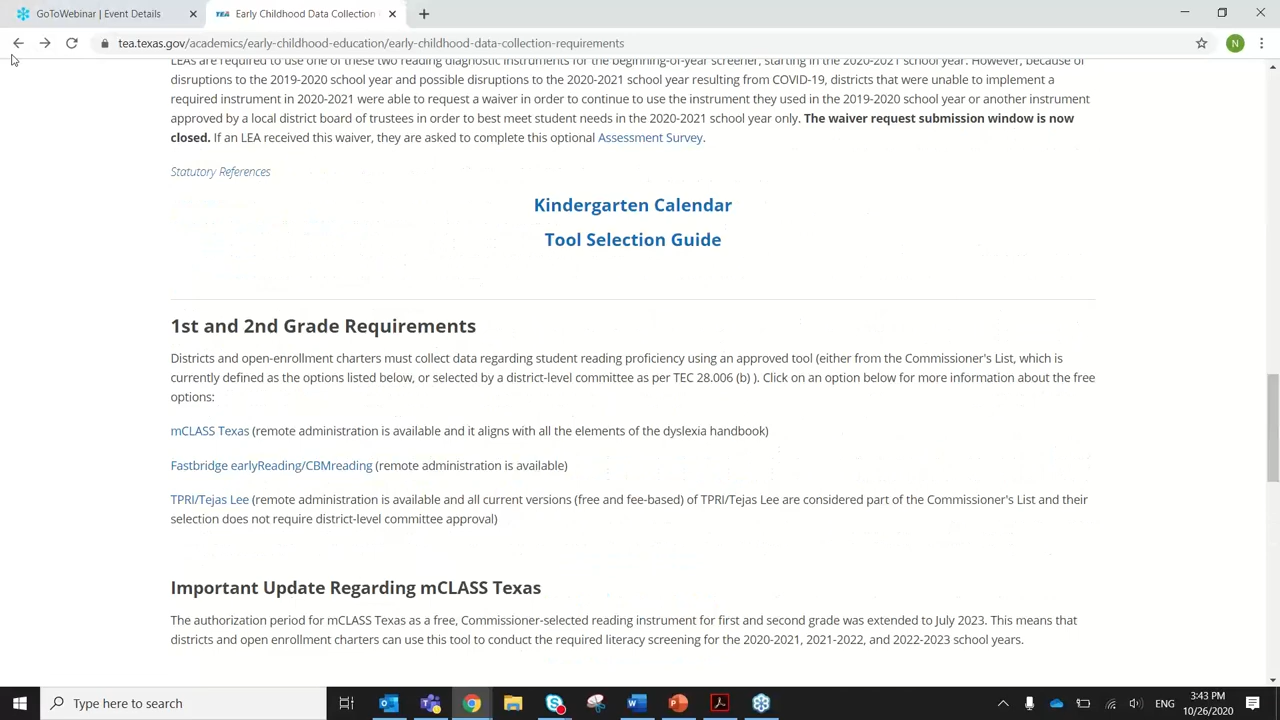 GoToWebinar | Event Details
TEA Early Childhood Data Collection
tea.texas.gov/academics/early-childhood-education/early-childhood-data-collection-requirements
N
LEAs are required to use one of these two reading diagnostic instruments for the beginning-of-year screener, starting in the 2020-2021 school year. However, because of
disruptions to the 2019-2020 school year and possible disruptions to the 2020-2021 school year resulting from COVID-19, districts that were unable to implement a
required instrument in 2020-2021 were able to request a waiver in order to continue to use the instrument they used in the 2019-2020 school year or another instrument
approved by a local district board of trustees in order to best meet student needs in the 2020-2021 school year only. The waiver request submission window is now
closed. If an LEA received this waiver, they are asked to complete this optional Assessment Survey.
Statutory References
Kindergarten Calendar
Tool Selection Guide
1st and 2nd Grade Requirements
Districts and open-enrollment charters must collect data regarding student reading proficiency using an approved tool (either from the Commissioner's List, which is
currently defined as the options listed below, or selected by a district-level committee as per TEC 28.006 (b) ). Click on an option below for more information about the free
options:
mCLASS Texas (remote administration is available and it aligns with all the elements of the dyslexia handbook)
Fastbridge earlyReading/CBMreading (remote administration is available)
TPRI/Tejas Lee (remote administration is available and all current versions (free and fee-based) of TPRI/Tejas Lee are considered part of the Commissioner's List and their
selection does not require district-level committee approval)
Important Update Regarding mCLASS Texas
The authorization period for mCLASS Texas as a free, Commissioner-selected reading instrument for first and second grade was extended to July 2023. This means that
districts and open enrollment charters can use this tool to conduct the required literacy screening for the 2020-2021, 2021-2022, and 2022-2023 school years.
Type here to search
ENG
3:43 PM
10/26/2020